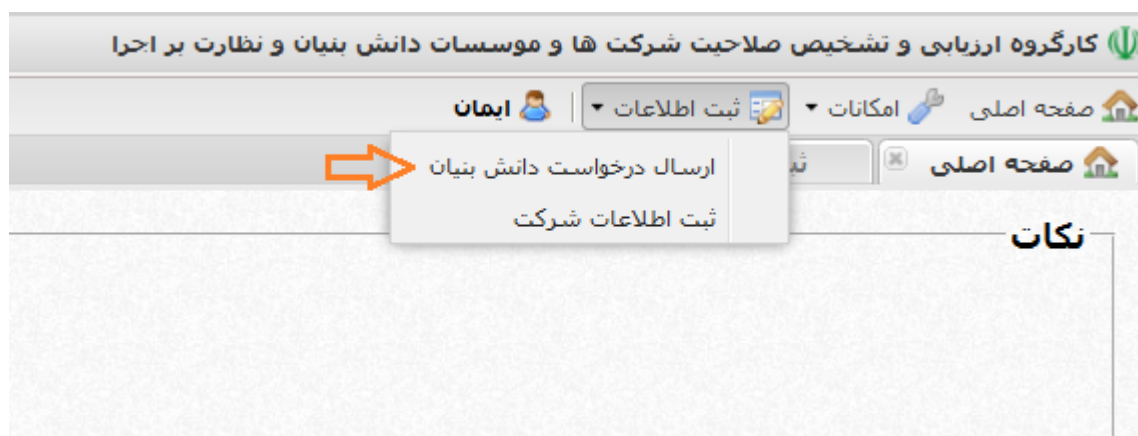 کارگروه ارزیابی و تشخیص صلاحیت شرکت ها و موسسات دانش بنیان و نظارت بر اجرا
صفحه اصلی امکانات ثبت اطلاعات ایمان
ارسال درخواست دانش بنیان
ثبت اطلاعات شرکت
صفحه اصلی
نکات